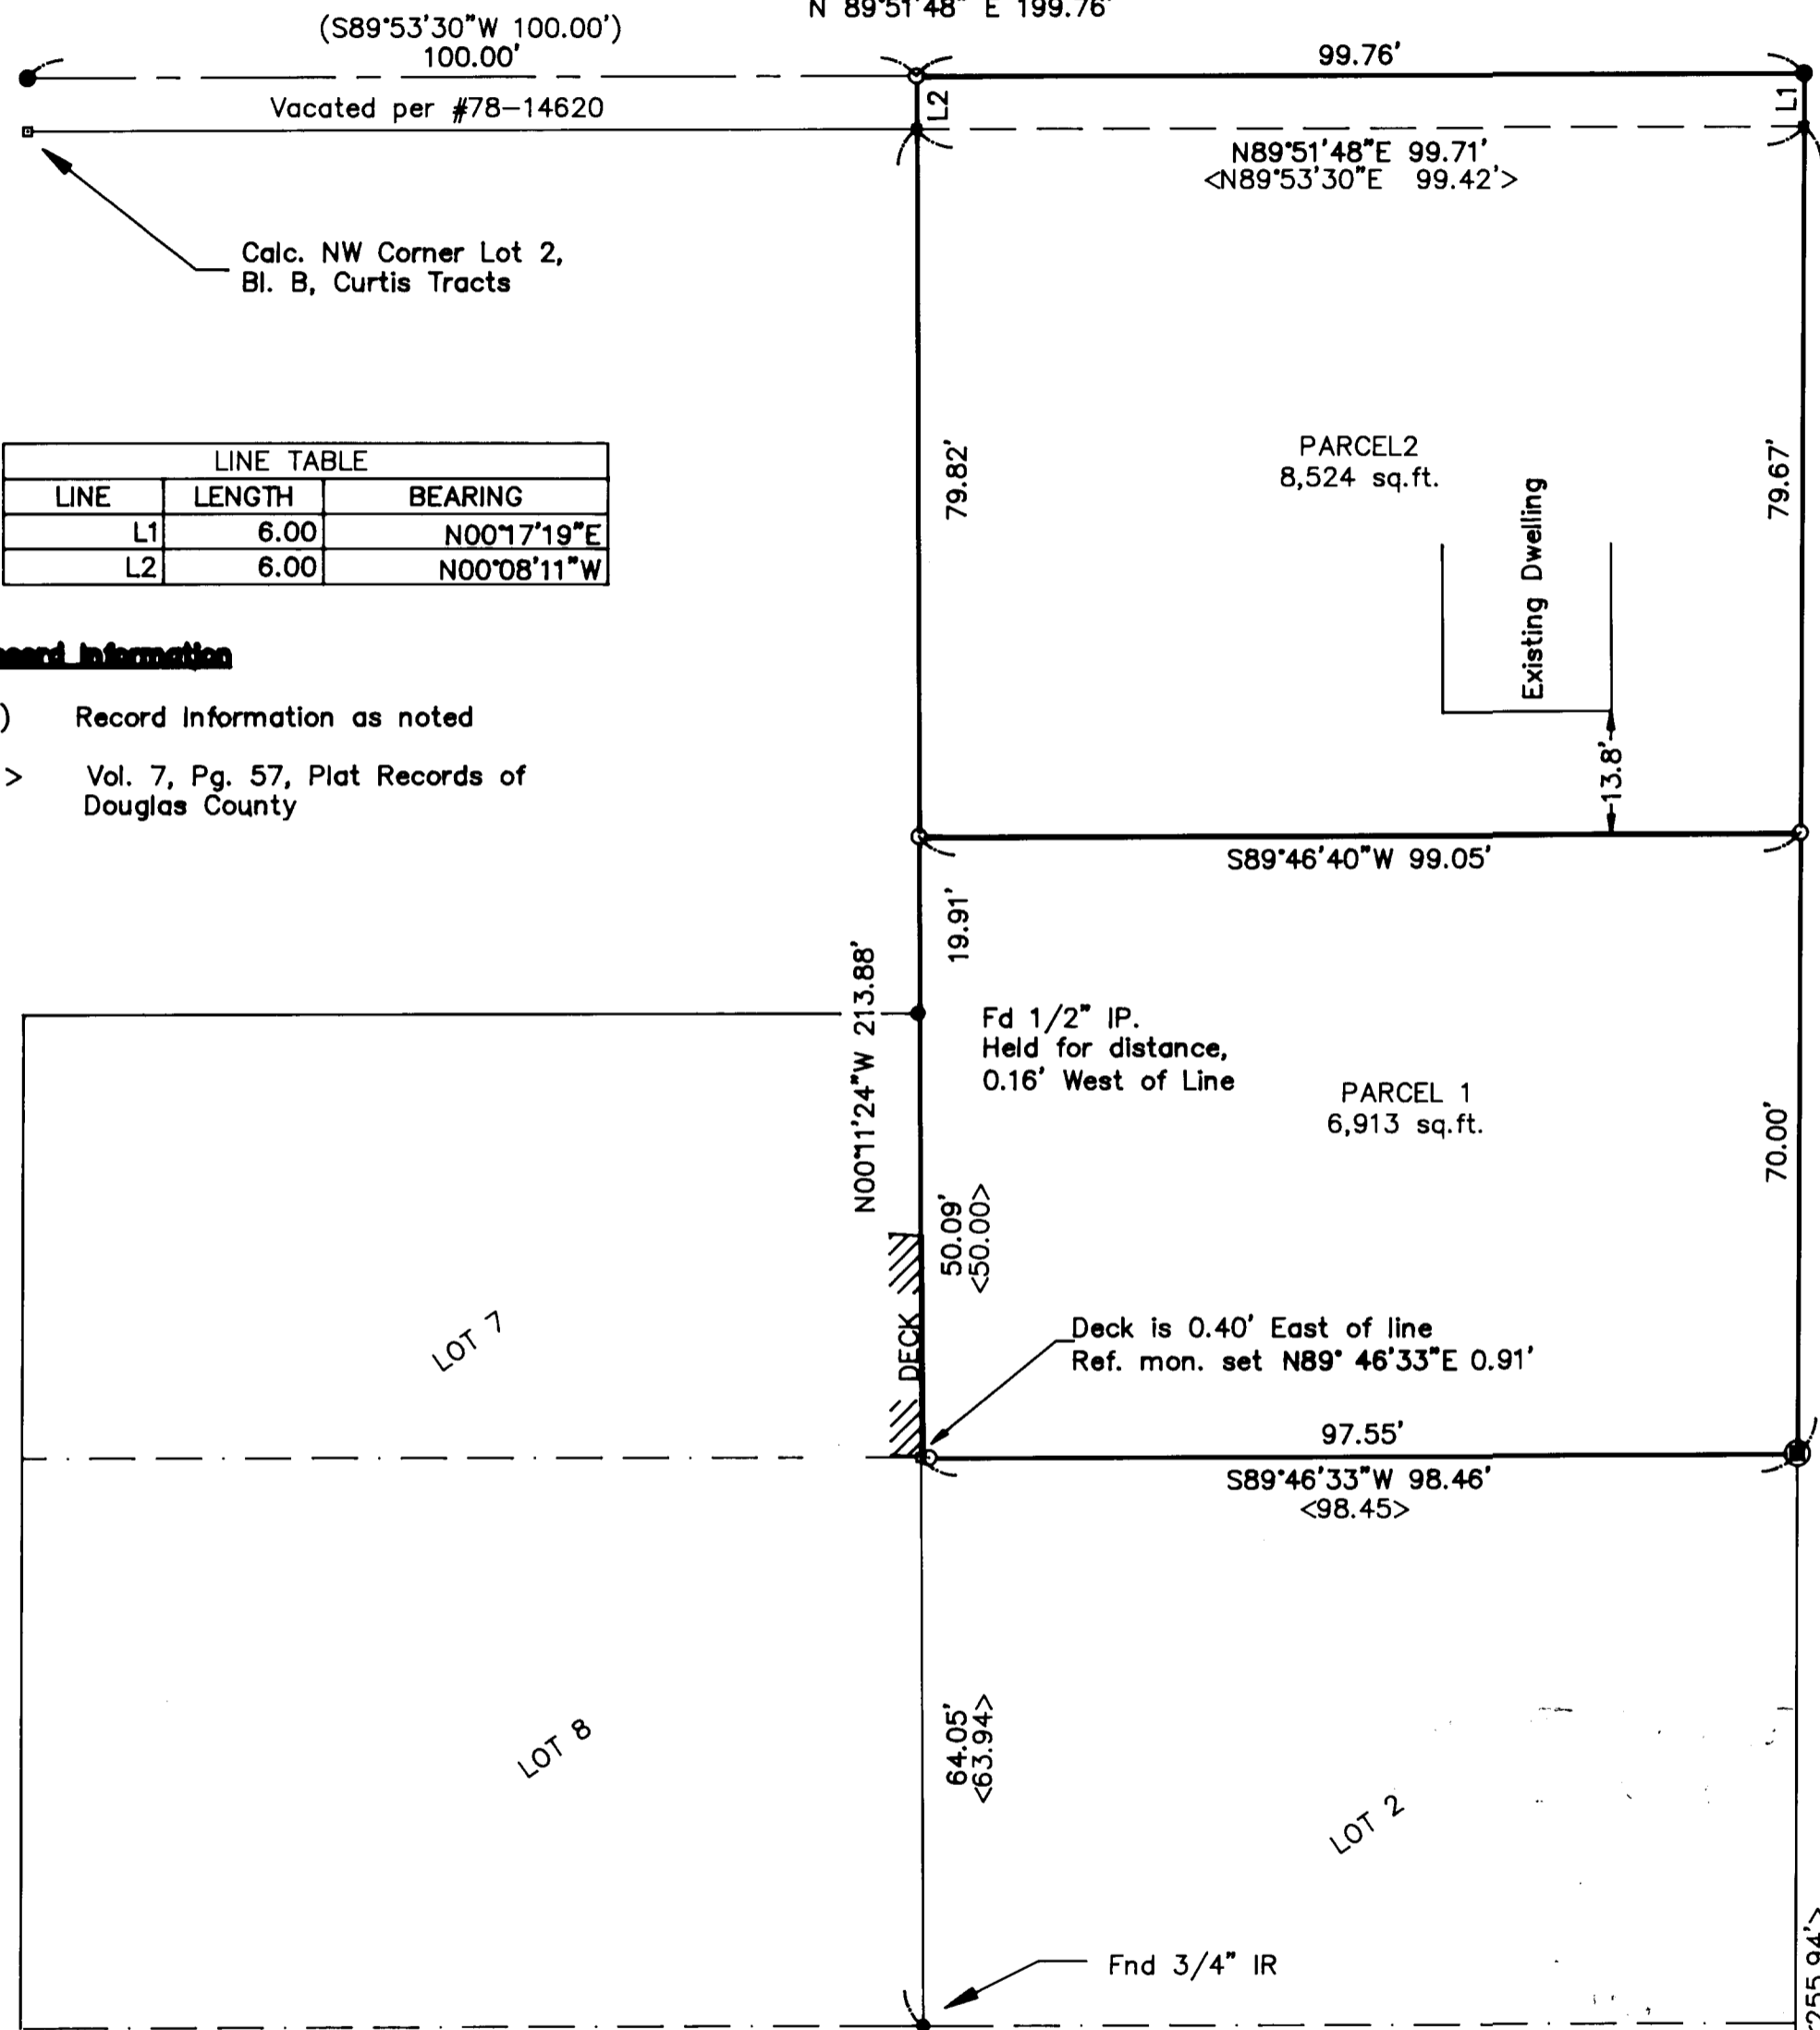 N 89°51'48" E 199.76'
(S89°53'30"W 100.00')
100.00'
99.76'
Vacated per #78-14620
L2
L1
N89°51'48"E 99.71'
<N89°53'30"E 99.42'>
Calc. NW Corner Lot 2,
Bl. B, Curtis Tracts
LINE TABLE
LINE LENGTH BEARING
L1 6.00 N00°17'19"E
L2 6.00 N00°08'11"W
79.82'
PARCEL2
8,524 sq.ft.
79.67'
Existing Dwelling
Information
) Record Information as noted
> Vol. 7, Pg. 57, Plat Records of
Douglas County
13.8'
S89°46'40"W 99.05'
19.91'
N00°11'24"W 213.88'
Fd 1/2" IP.
Held for distance,
0.16' West of Line
PARCEL 1
6,913 sq.ft.
70.00'
50.09'
<50.00>
DECK
Deck is 0.40' East of line
Ref. mon. set N89° 46'33"E 0.91'
LOT 7
97.55'
S89°46'33"W 98.46'
<98.45>
64.05'
<63.94>
LOT 8
LOT 2
Fnd 3/4" IR
255.94'>